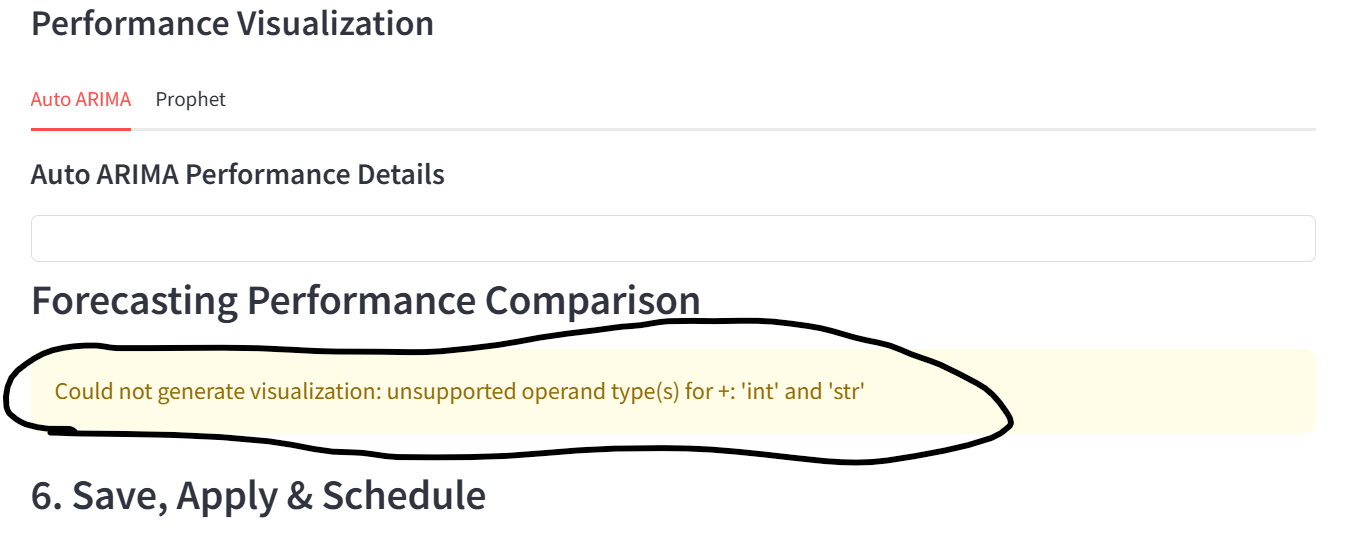 Performance Visualization
Auto ARIMA Prophet
Auto ARIMA Performance Details
Forecasting Performance Comparison
Could not generate visualization: unsupported operand type(s) for +: 'int' and 'str'
6. Save, Apply & Schedule